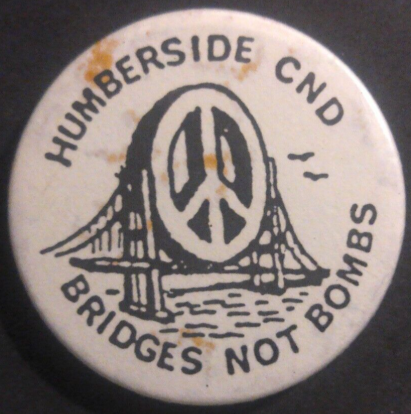 HUMBERSIDE CND
BRIDGES NOT BOMBS